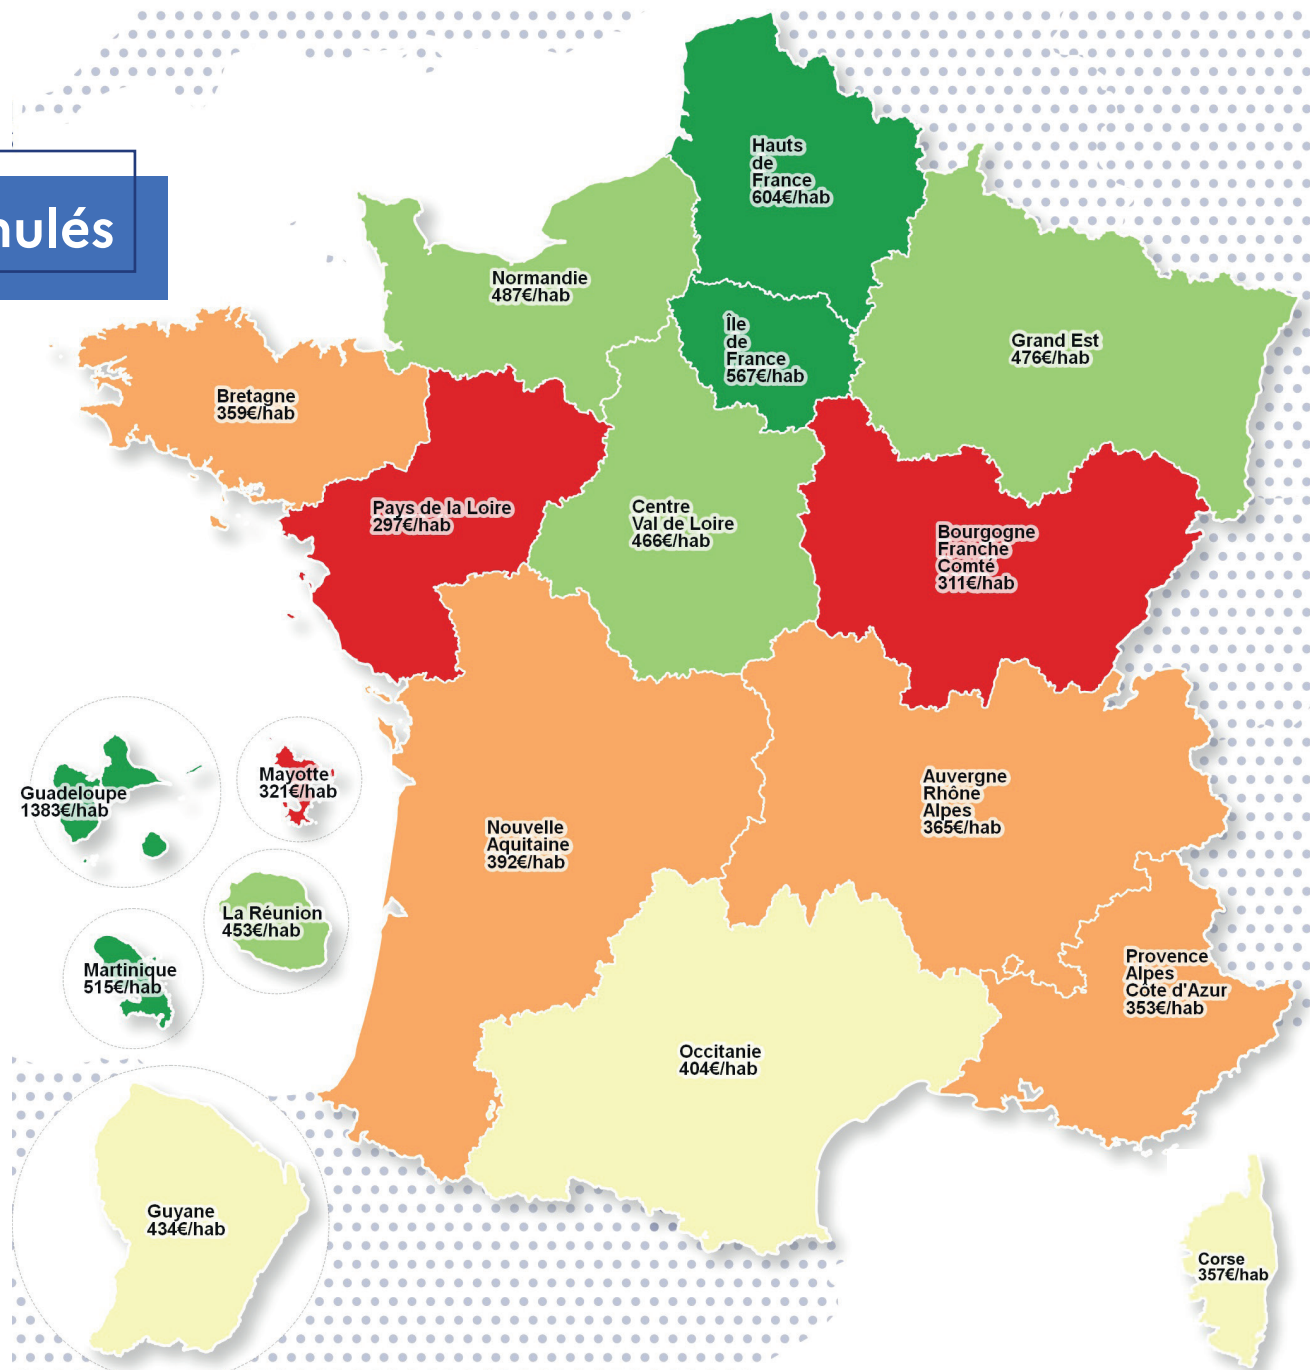 Hauts
de
France
604€/hab
Normandie
487€/hab
Île
de
France
567€/hab
Grand Est
476€/hab
Bretagne
359€/hab
Pays de la Loire
297€/hab
Centre
Val de Loire
466€/hab
Bourgogne
Franche
Comté
311€/hab
Guadeloupe
1383€/hab
Mayotte
321€/hab
Nouvelle
Aquitaine
392€/hab
Auvergne
Rhône
Alpes
365€/hab
La Réunion
453€/hab
Martinique
515€/hab
Provence
Alpes
Côte d'Azur
353€/hab
Occitanie
404€/hab
Guyane
434€/hab
Corse
357€/hab